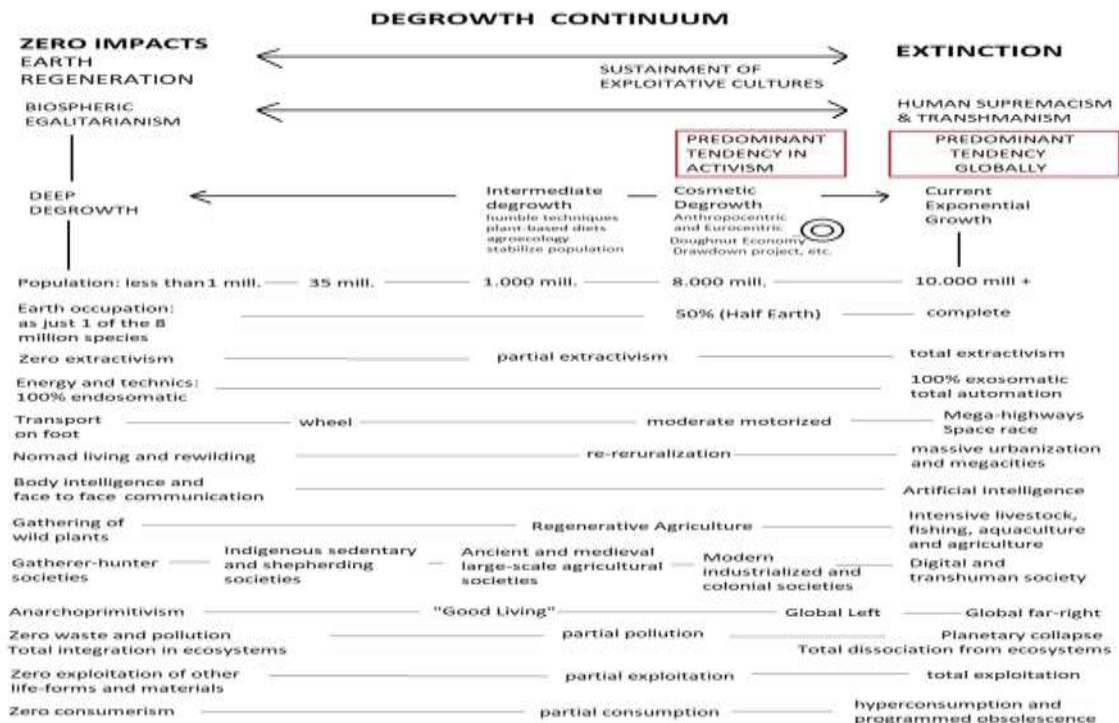 DEGROWTH CONTINUUM
ZERO IMPACTS
EARTH
REGENERATION
EXTINCTION
SUSTAINMENT OF
EXPLOITATIVE CULTURES
BIOSPHERIC
EGALITARIANISM
HUMAN SUPREMACISM
& TRANSHMANISM
PREDOMINANT
TENDENCY IN
ACTIVISM
PREDOMINANT
TENDENCY
GLOBALLY
DEEP
DEGROWTH
Intermediate
degrowth
humble techniques
plant-based diets
agroecology
stabilize population
Cosmetic
Degrowth
Anthropocentric
and Eurocentric
Doughnut Economy
Drawdown project, etc.
Current
Exponential
Growth
Population: less than 1 mill. 35 mill. 1.000 mill. 8.000 mill. 10.000 mill +
Earth occupation:
as just 1 of the 8
million species
50% (Half Earth) complete
Zero extractivism partial extractivism total extractivism
Energy and technics:
100% endosomatic
100% exosomatic
total automation
Transport
on foot
wheel moderate motorized
Mega-highways
Space race
Nomad living and rewilding re-reruralization
massive urbanization
and megacities
Body intelligence and
face to face communication
Artificial Intelligence
Gathering of
wild plants
Regenerative Agriculture
Intensive livestock,
fishing, aquaculture
and agriculture
Gatherer-hunter
societies
Indigenous sedentary
and shepherding
societies
Ancient and medieval
large-scale agricultural
societies
Modern
industrialized and
colonial societies
Digital and
transhuman society
Anarchoprimitivism "Good Living" Global Left Global far-right
Zero waste and pollution partial pollution Planetary collapse
Total integration in ecosystems Total dissociation from ecosystems
Zero exploitation of other
life-forms and materials
partial exploitation total exploitation
Zero consumerism partial consumption
hyperconsumption and
programmed obsolescence